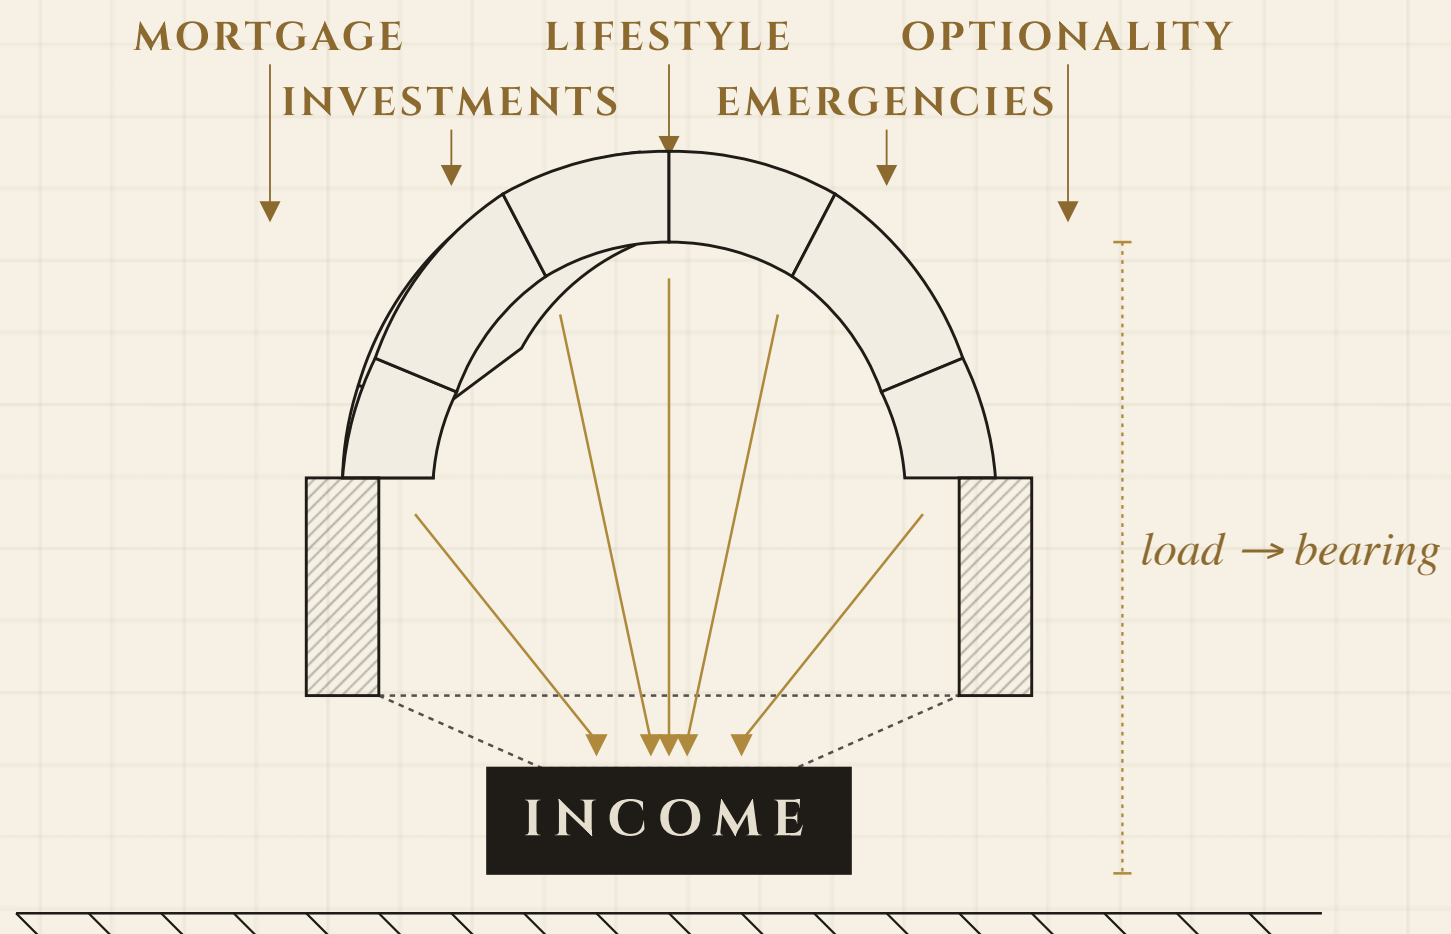 MORTGAGE LIFESTYLE OPTIONALITY
INVESTMENTS EMERGENCIES
load → bearing
INCOME